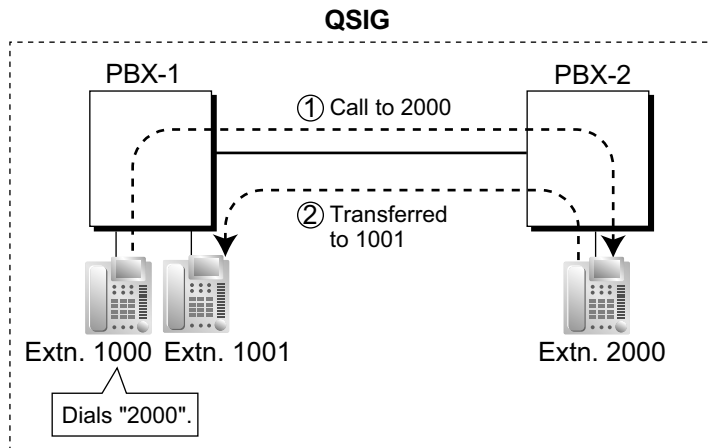 QSIG
PBX-1
PBX-2
① Call to 2000
② Transferred
to 1001
Extn. 1000
Extn. 1001
Extn. 2000
Dials "2000".